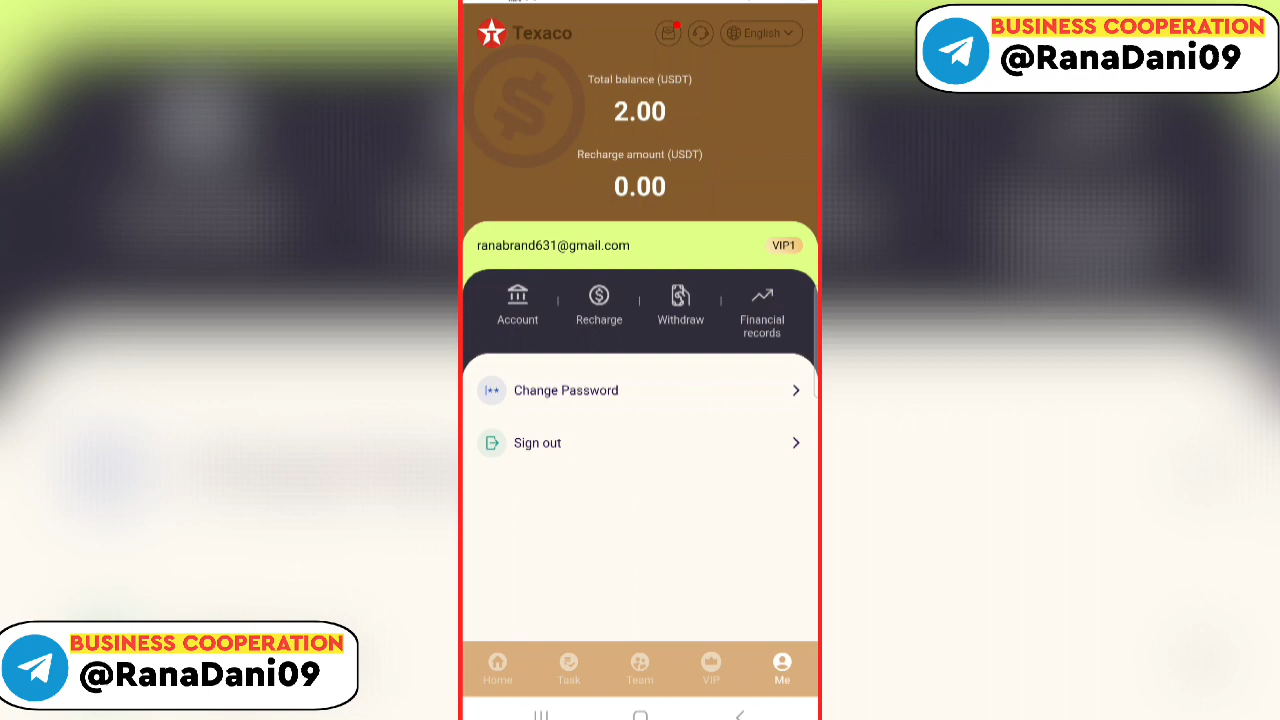 BUSINESS COOPERATION
@RanaDani09
Texaco
English
Total balance (USDT)
2.00
Recharge amount (USDT)
0.00
ranabrand631@gmail.com
VIP1
Account
Recharge
Withdraw
Financial
records
Change Password
Sign out
BUSINESS COOPERATION
@RanaDani09
Home
Task
Team
VIP
Me